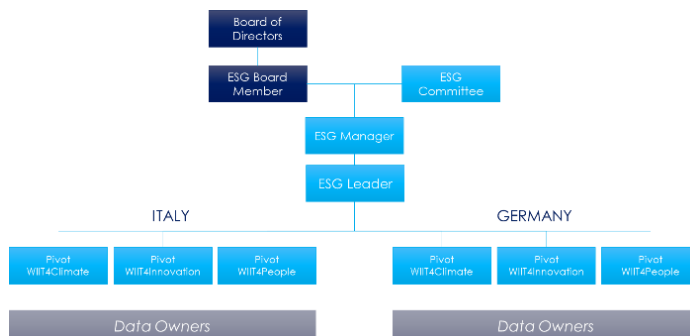 Board of
Directors
ESG Board
Member
ESG
Committee
ESG Manager
ESG Leader
ITALY
GERMANY
Pivot
WIIT4Climate
Pivot
WIIT4Innovation
Pivot
WIIT4People
Pivot
WIIT4Climate
Pivot
WIIT4Innovation
Pivot
WIIT4People
Data Owners
Data Owners